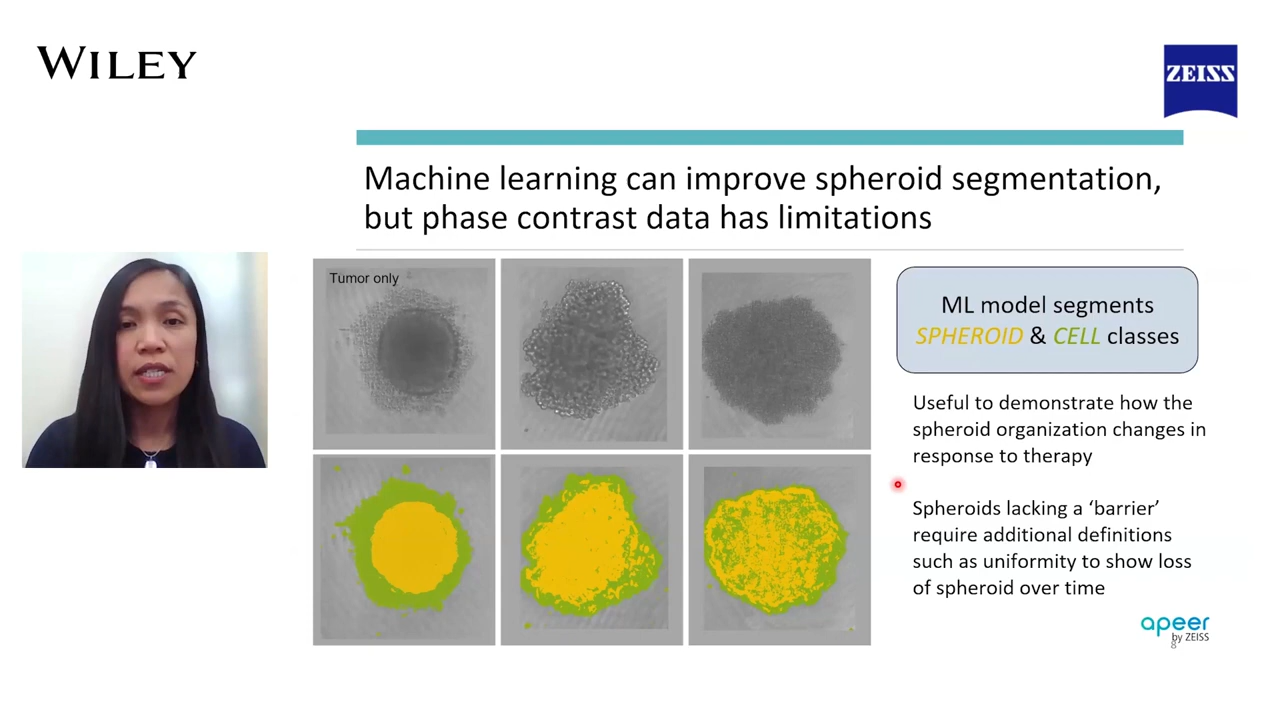 WILEY
ZEISS
Machine learning can improve spheroid segmentation,
but phase contrast data has limitations
Tumor only
ML model segments
SPHEROID & CELL classes
Useful to demonstrate how the
spheroid organization changes in
response to therapy
Spheroids lacking a ‘barrier’
require additional definitions
such as uniformity to show loss
of spheroid over time
apeer
by ZEISS
8